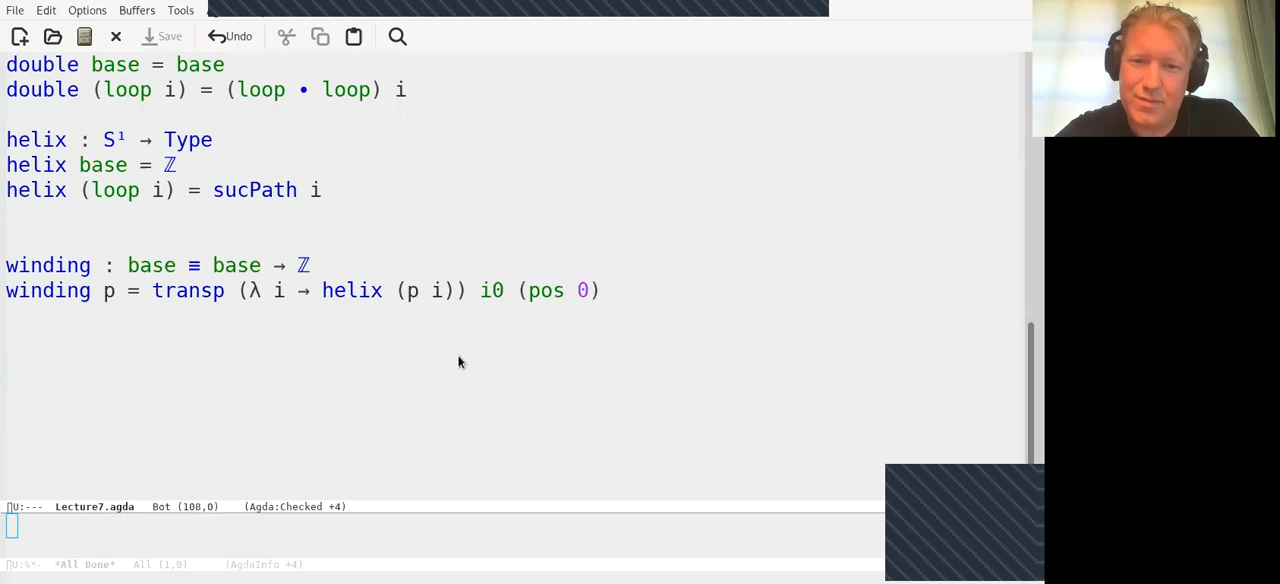 File Edit Options Buffers Tools
Save Undo
double base = base
double (loop i) = (loop • loop) i
helix : S¹ → Type
helix base = ℤ
helix (loop i) = sucPath i
winding : base ≡ base → ℤ
winding p = transp (λ i → helix (p i)) i0 (pos 0)
U:--- Lecture7.agda Bot (108,0) (Agda:Checked +4)
U:%*- *All Done* All (1,0) (AgdaInfo +4)